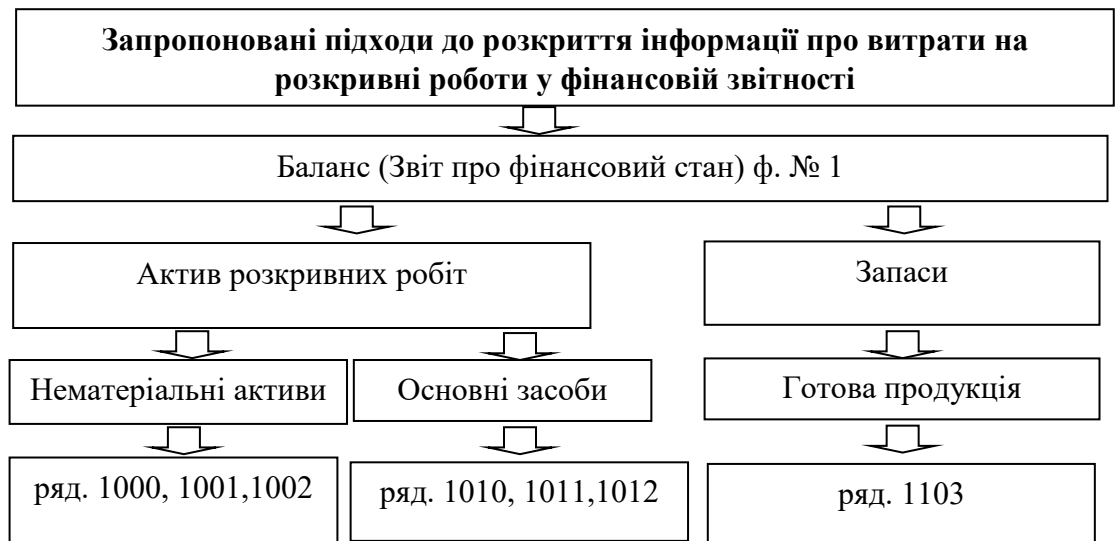 Запропоновані підходи до розкриття інформації про витрати на
розкривні роботи у фінансовій звітності
Баланс (Звіт про фінансовий стан) ф. № 1
Актив розкривних робіт
Запаси
Нематеріальні активи
Основні засоби
Готова продукція
ряд. 1000, 1001,1002
ряд. 1010, 1011,1012
ряд. 1103